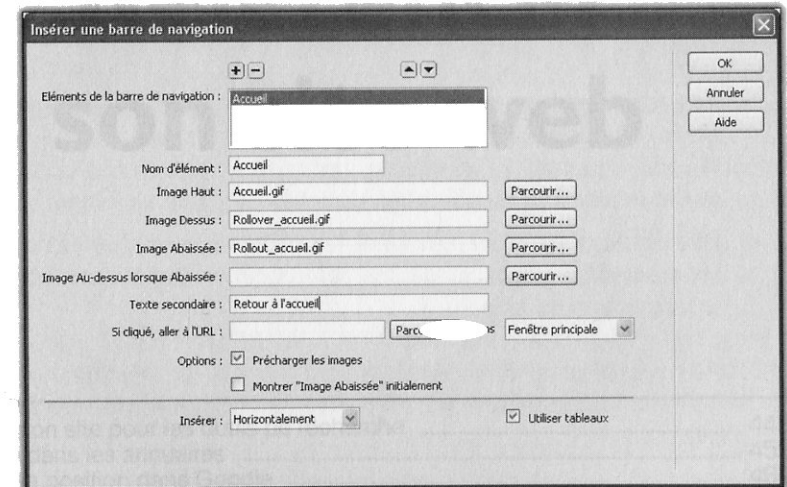 Insérer une barre de navigation
OK
Annuler
Aide
Eléments de la barre de navigation : Accueil
Nom d'élément : Accueil
Image Haut : Accueil.gif Parcourir...
Image Dessus : Rollover_accueil.gif Parcourir...
Image Abaissée : Rollout_accueil.gif Parcourir...
Image Au-dessus lorsque Abaissée : Parcourir...
Texte secondaire : Retour à l'accueil
Si cliqué, aller à l'URL : Fenêtre principale
Options : Précharger les images
Montrer "Image Abaissée" initialement
Insérer : Horizontalement Utiliser tableaux